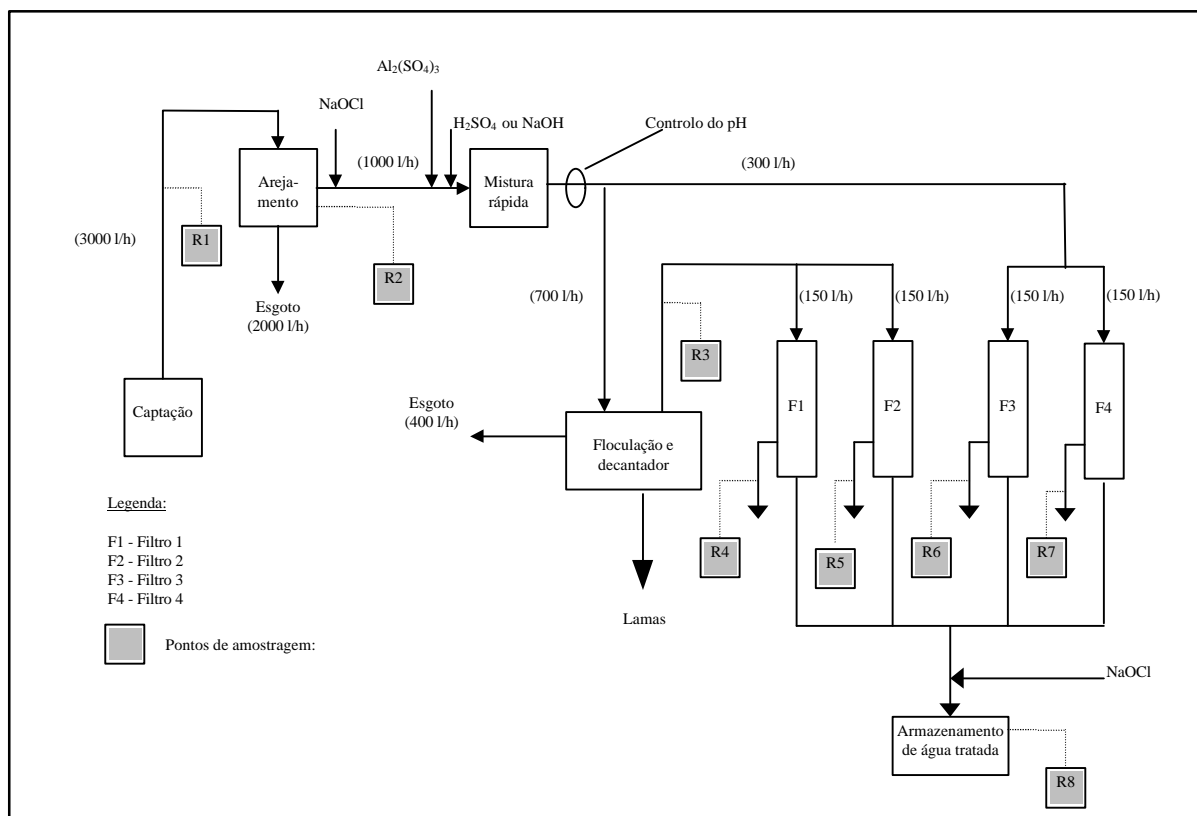 Al₂(SO₄)₃
NaOCl
H₂SO₄ ou NaOH
Controlo do pH
(1000 l/h)
(300 l/h)
Areja-
mento
Mistura
rápida
R1
(3000 l/h)
R2
Esgoto
(2000 l/h)
(700 l/h)
(150 l/h)
(150 l/h)
(150 l/h)
(150 l/h)
R3
Captação
Esgoto
(400 l/h)
F1
F2
F3
F4
Floculação e
decantador
Legenda:
F1 - Filtro 1
F2 - Filtro 2
F3 - Filtro 3
F4 - Filtro 4
R4
R5
R6
R7
Lamas
Pontos de amostragem:
NaOCl
Armazenamento
de água tratada
R8